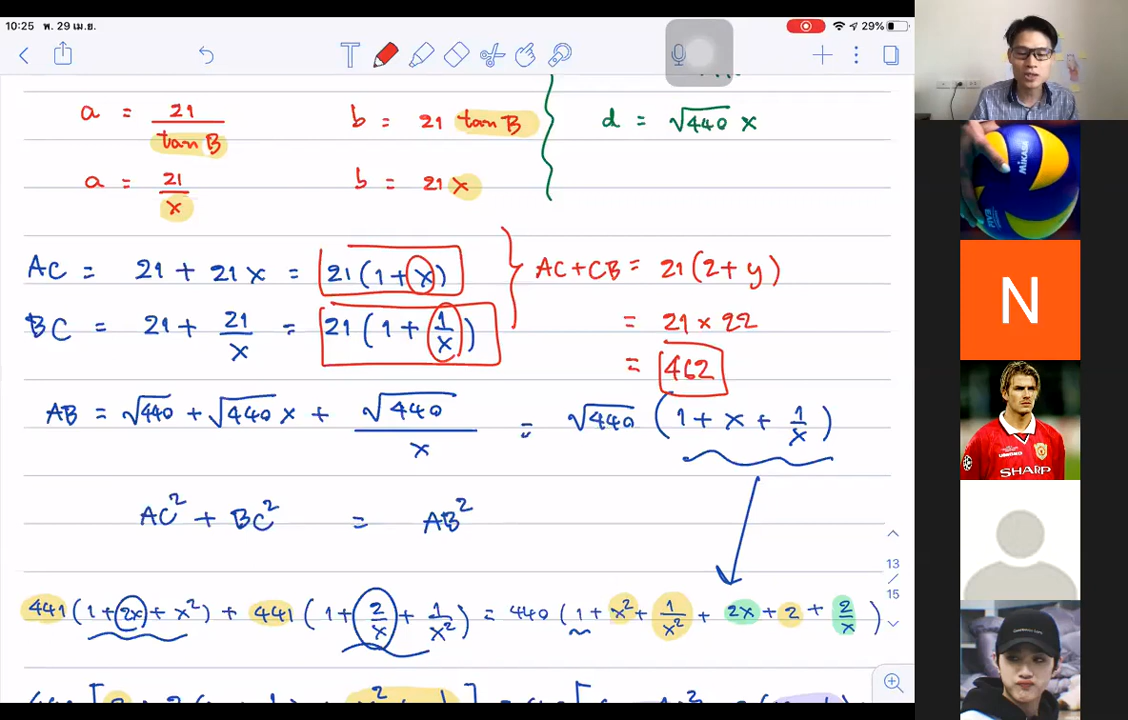 10:25 พ. 29 เม.ย.
29%
T
a = 21 / tan B
b = 21 tan B
d = √440 x
a = 21 / x
b = 21 x
AC = 21 + 21x = 21(1+x)
AC+CB = 21(2+y)
BC = 21 + 21/x = 21(1 + 1/x)
= 21 × 22
= 462
AB = √440 + √440 x + √440 / x = √440 (1 + x + 1/x)
AC² + BC² = AB²
441(1+2x+x²) + 441(1 + 2/x + 1/x²) = 440(1 + x² + 1/x² + 2x + 2 + 2/x)
13
/
15
MIKASA
FIVB
N
SHARP